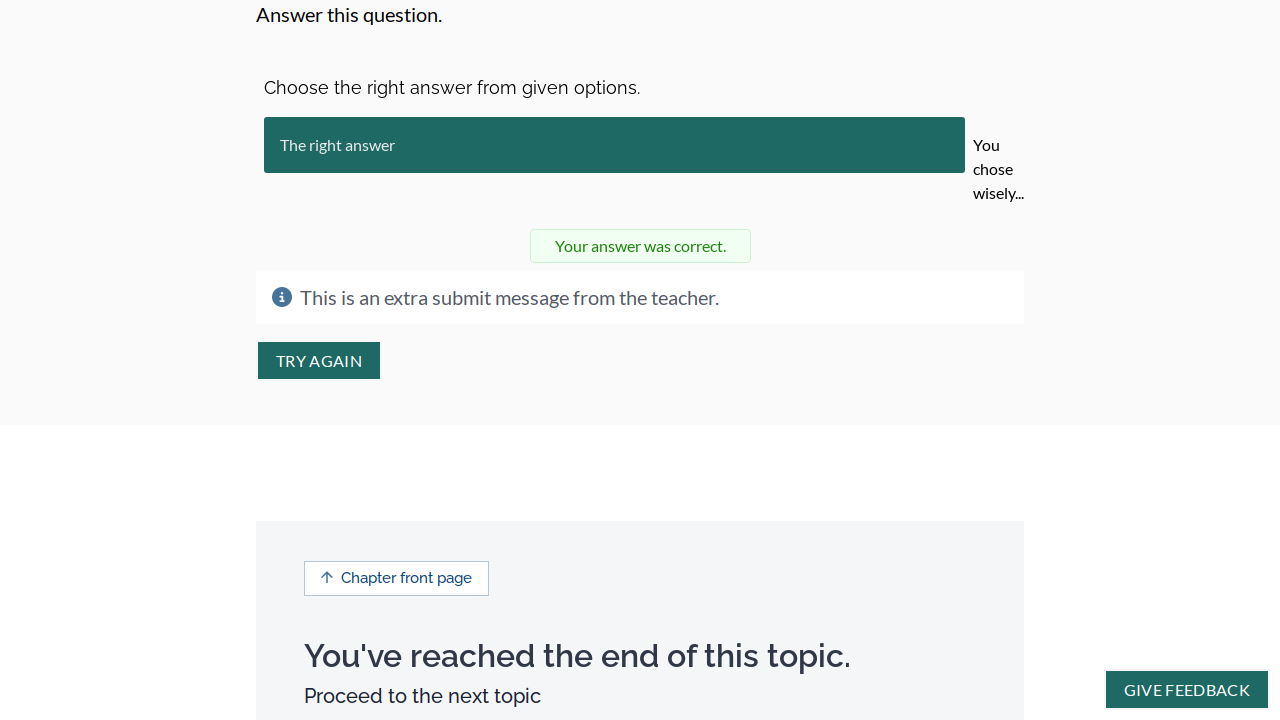 Answer this question.
Choose the right answer from given options.
The right answer
You
chose
wisely...
Your answer was correct.
This is an extra submit message from the teacher.
TRY AGAIN
Chapter front page
You've reached the end of this topic.
Proceed to the next topic
GIVE FEEDBACK